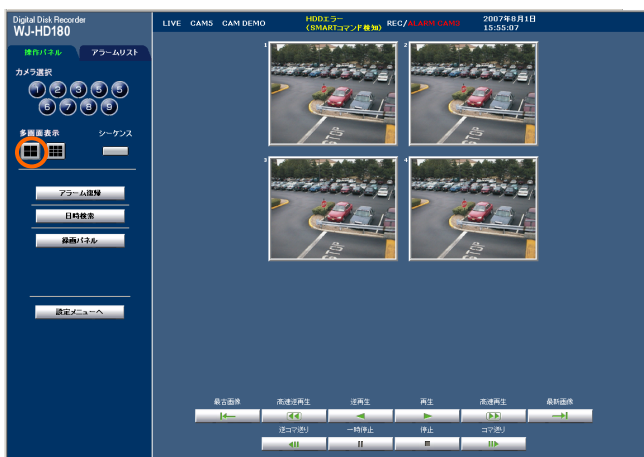 Digital Disk Recorder
WJ-HD180
LIVE CAM5 CAM DEMO HDDエラー (SMARTコマンド検知) REC/ALARM CAM2 2007年8月1日 15:55:07
操作パネル アラームリスト
カメラ選択
1 2 3 5 5
6 7 8 9
多画面表示 シーケンス
アラーム復帰
日時検索
録画パネル
設定メニューへ
1 2
STOP STOP
3 4
STOP STOP
最古画像 高速逆再生 逆再生 再生 高速再生 最新画像
逆コマ送り 一時停止 停止 コマ送り